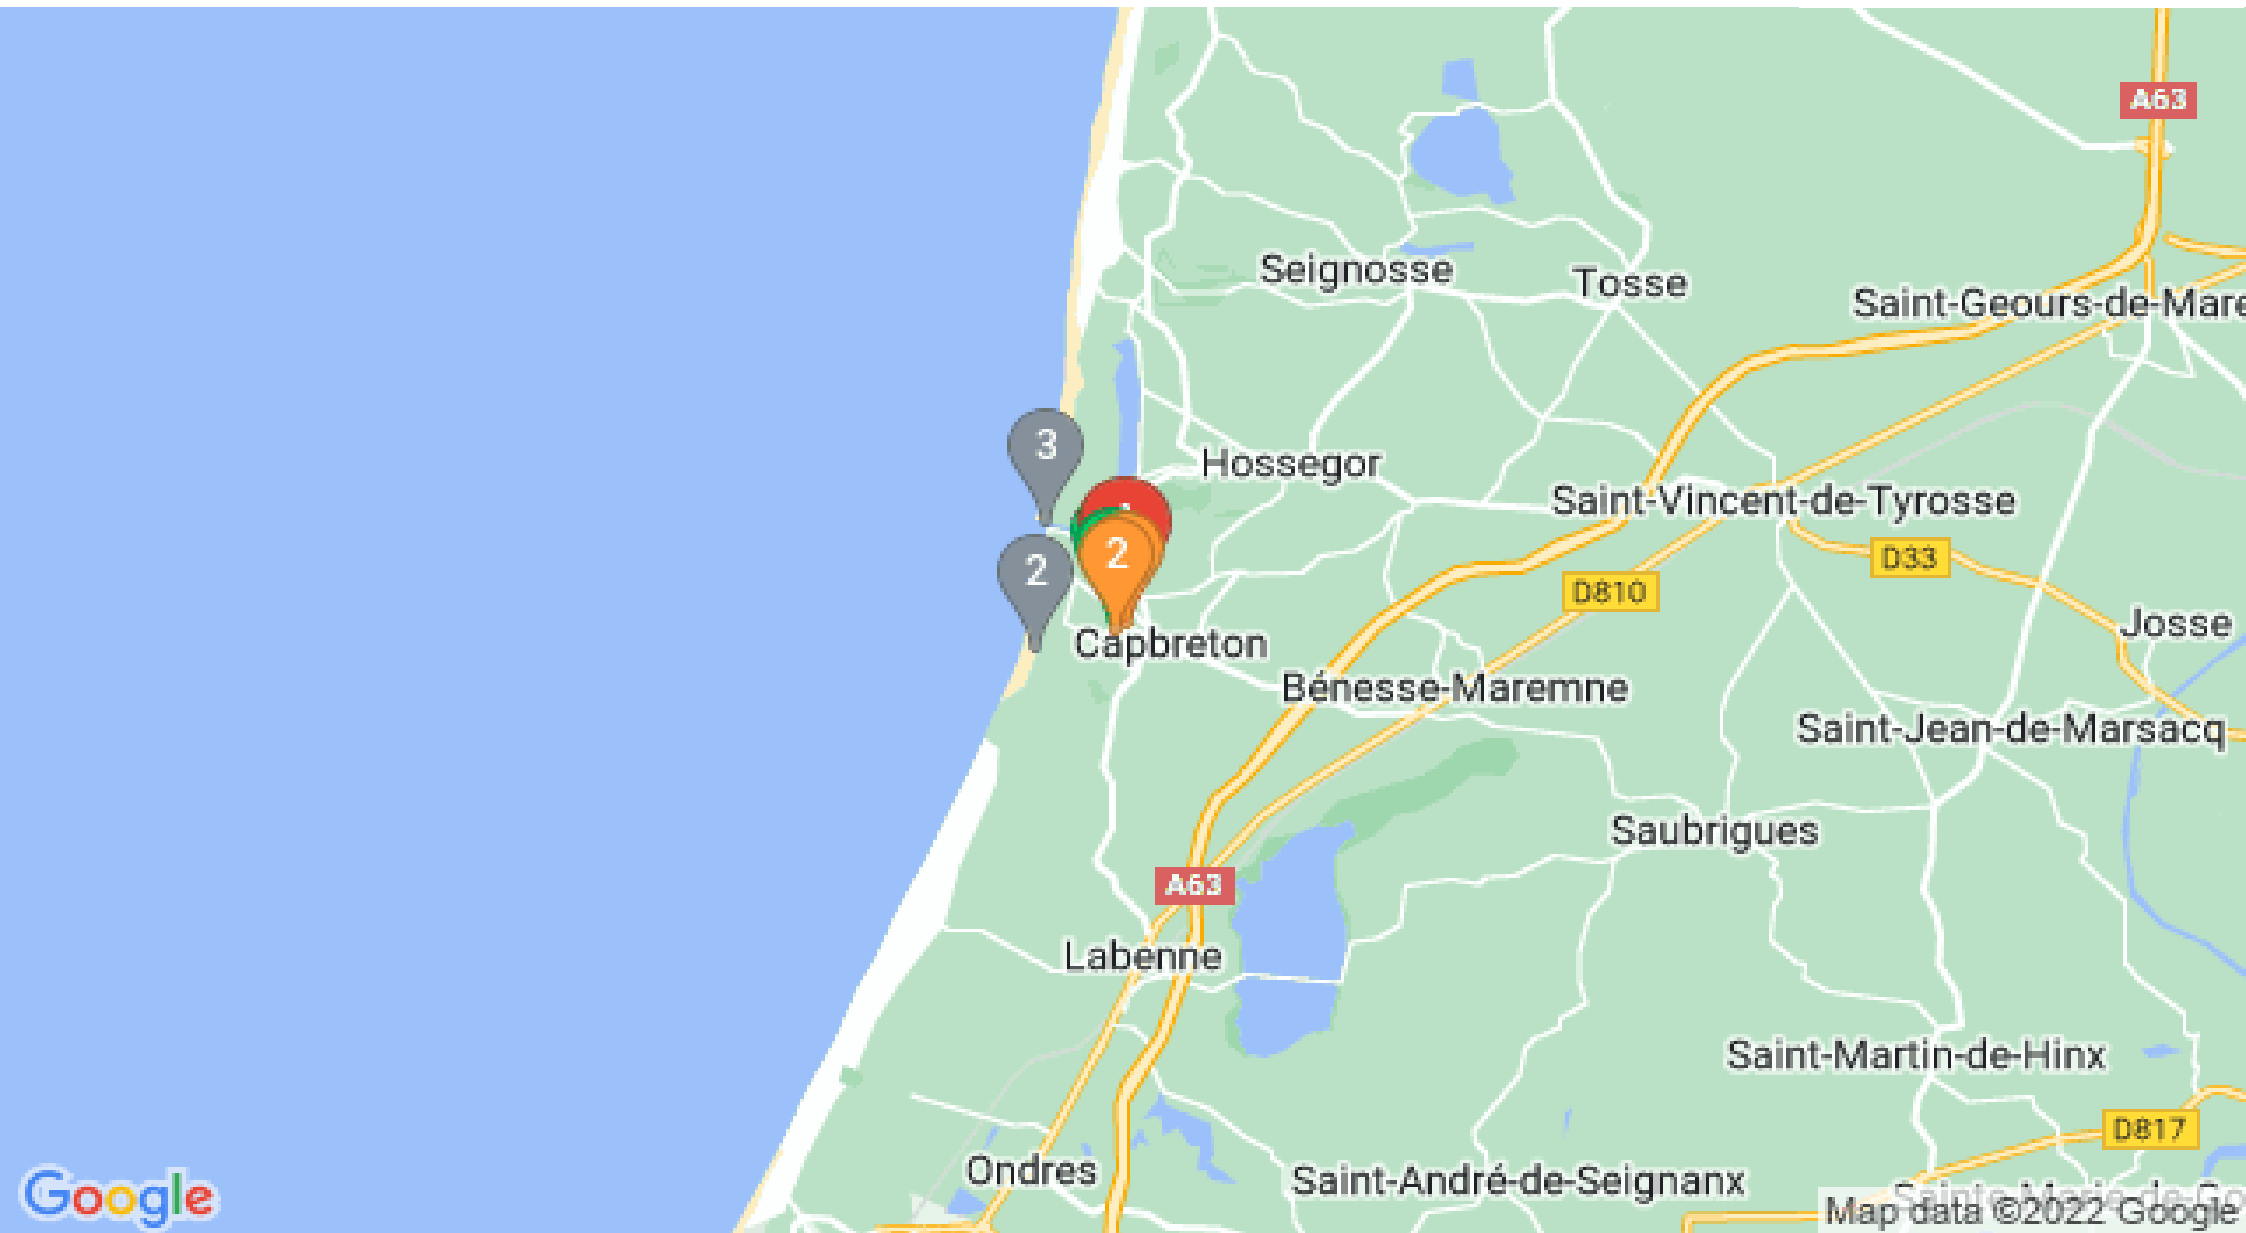 A63
Seignosse
Tosse
Saint-Geours-de-Mare
3
Hossegor
Saint-Vincent-de-Tyrosse
2
2
D33
D810
Josse
Capbreton
Bénesse-Maremne
Saint-Jean-de-Marsacq
Saubrigues
A63
Labenne
Saint-Martin-de-Hinx
D817
Ondres
Saint-André-de-Seignanx
Google
Map data ©2022 Google